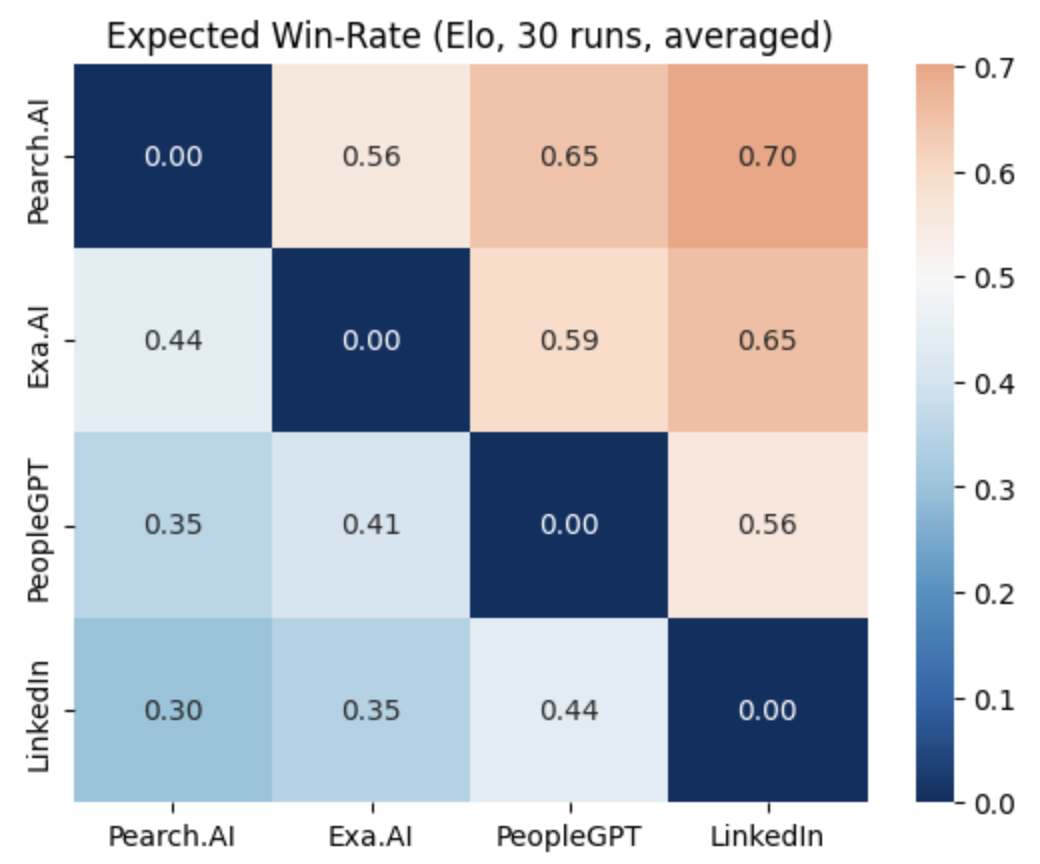 Expected Win-Rate (Elo, 30 runs, averaged)
Pearch.AI 0.00 0.56 0.65 0.70
Exa.AI 0.44 0.00 0.59 0.65
PeopleGPT 0.35 0.41 0.00 0.56
LinkedIn 0.30 0.35 0.44 0.00
Pearch.AI Exa.AI PeopleGPT LinkedIn
0.7
0.6
0.5
0.4
0.3
0.2
0.1
0.0